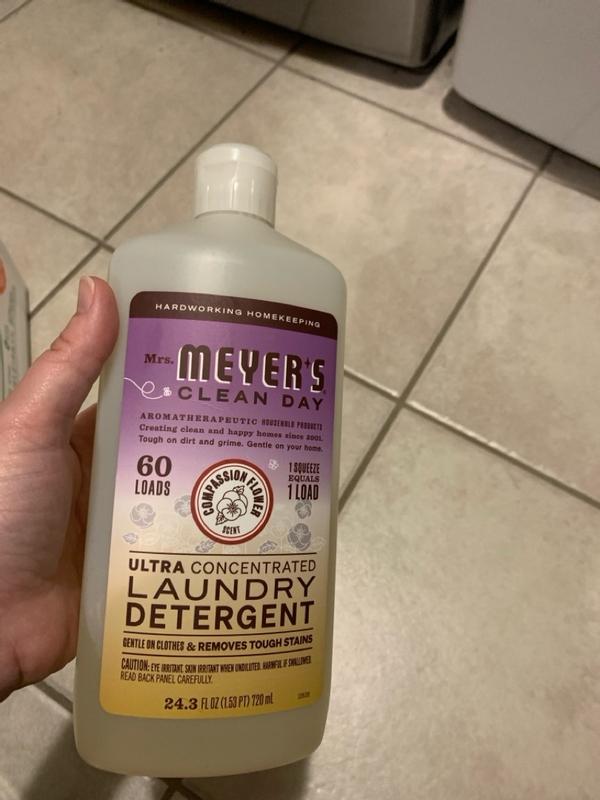 HARDWORKING HOMEKEEPING
Mrs. MEYER'S
CLEAN DAY
AROMATHERAPEUTIC HOUSEHOLD PRODUCTS
Creating clean and happy homes since 2001.
Tough on dirt and grime. Gentle on your home.
60
LOADS
COMPASSION FLOWER
SCENT
1 SQUEEZE
EQUALS
1 LOAD
ULTRA CONCENTRATED
LAUNDRY
DETERGENT
GENTLE ON CLOTHES & REMOVES TOUGH STAINS
CAUTION: EYE IRRITANT. SKIN IRRITANT WHEN UNDILUTED. HARMFUL IF SWALLOWED.
READ BACK PANEL CAREFULLY.
24.3 FL OZ (1.53 PT) 720 mL